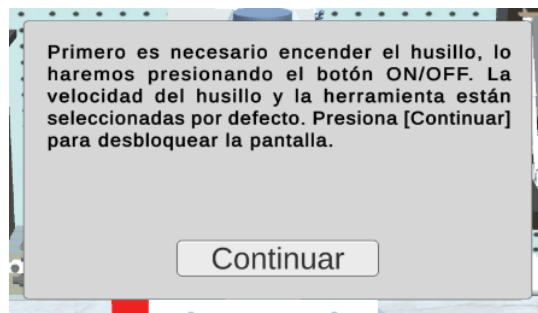 Primero es necesario encender el husillo, lo
haremos presionando el botón ON/OFF. La
velocidad del husillo y la herramienta están
seleccionadas por defecto. Presiona [Continuar]
para desbloquear la pantalla.
Continuar